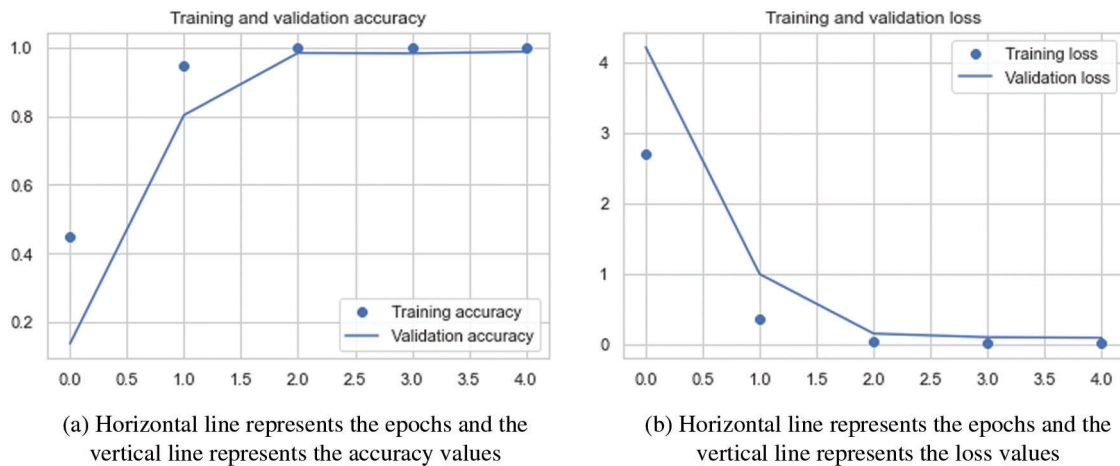 Training and validation accuracy
1.0
0.8
0.6
0.4
0.2
Training accuracy
Validation accuracy
0.0 0.5 1.0 1.5 2.0 2.5 3.0 3.5 4.0
(a) Horizontal line represents the epochs and the
vertical line represents the accuracy values
Training and validation loss
4
3
2
1
0
Training loss
Validation loss
0.0 0.5 1.0 1.5 2.0 2.5 3.0 3.5 4.0
(b) Horizontal line represents the epochs and the
vertical line represents the loss values